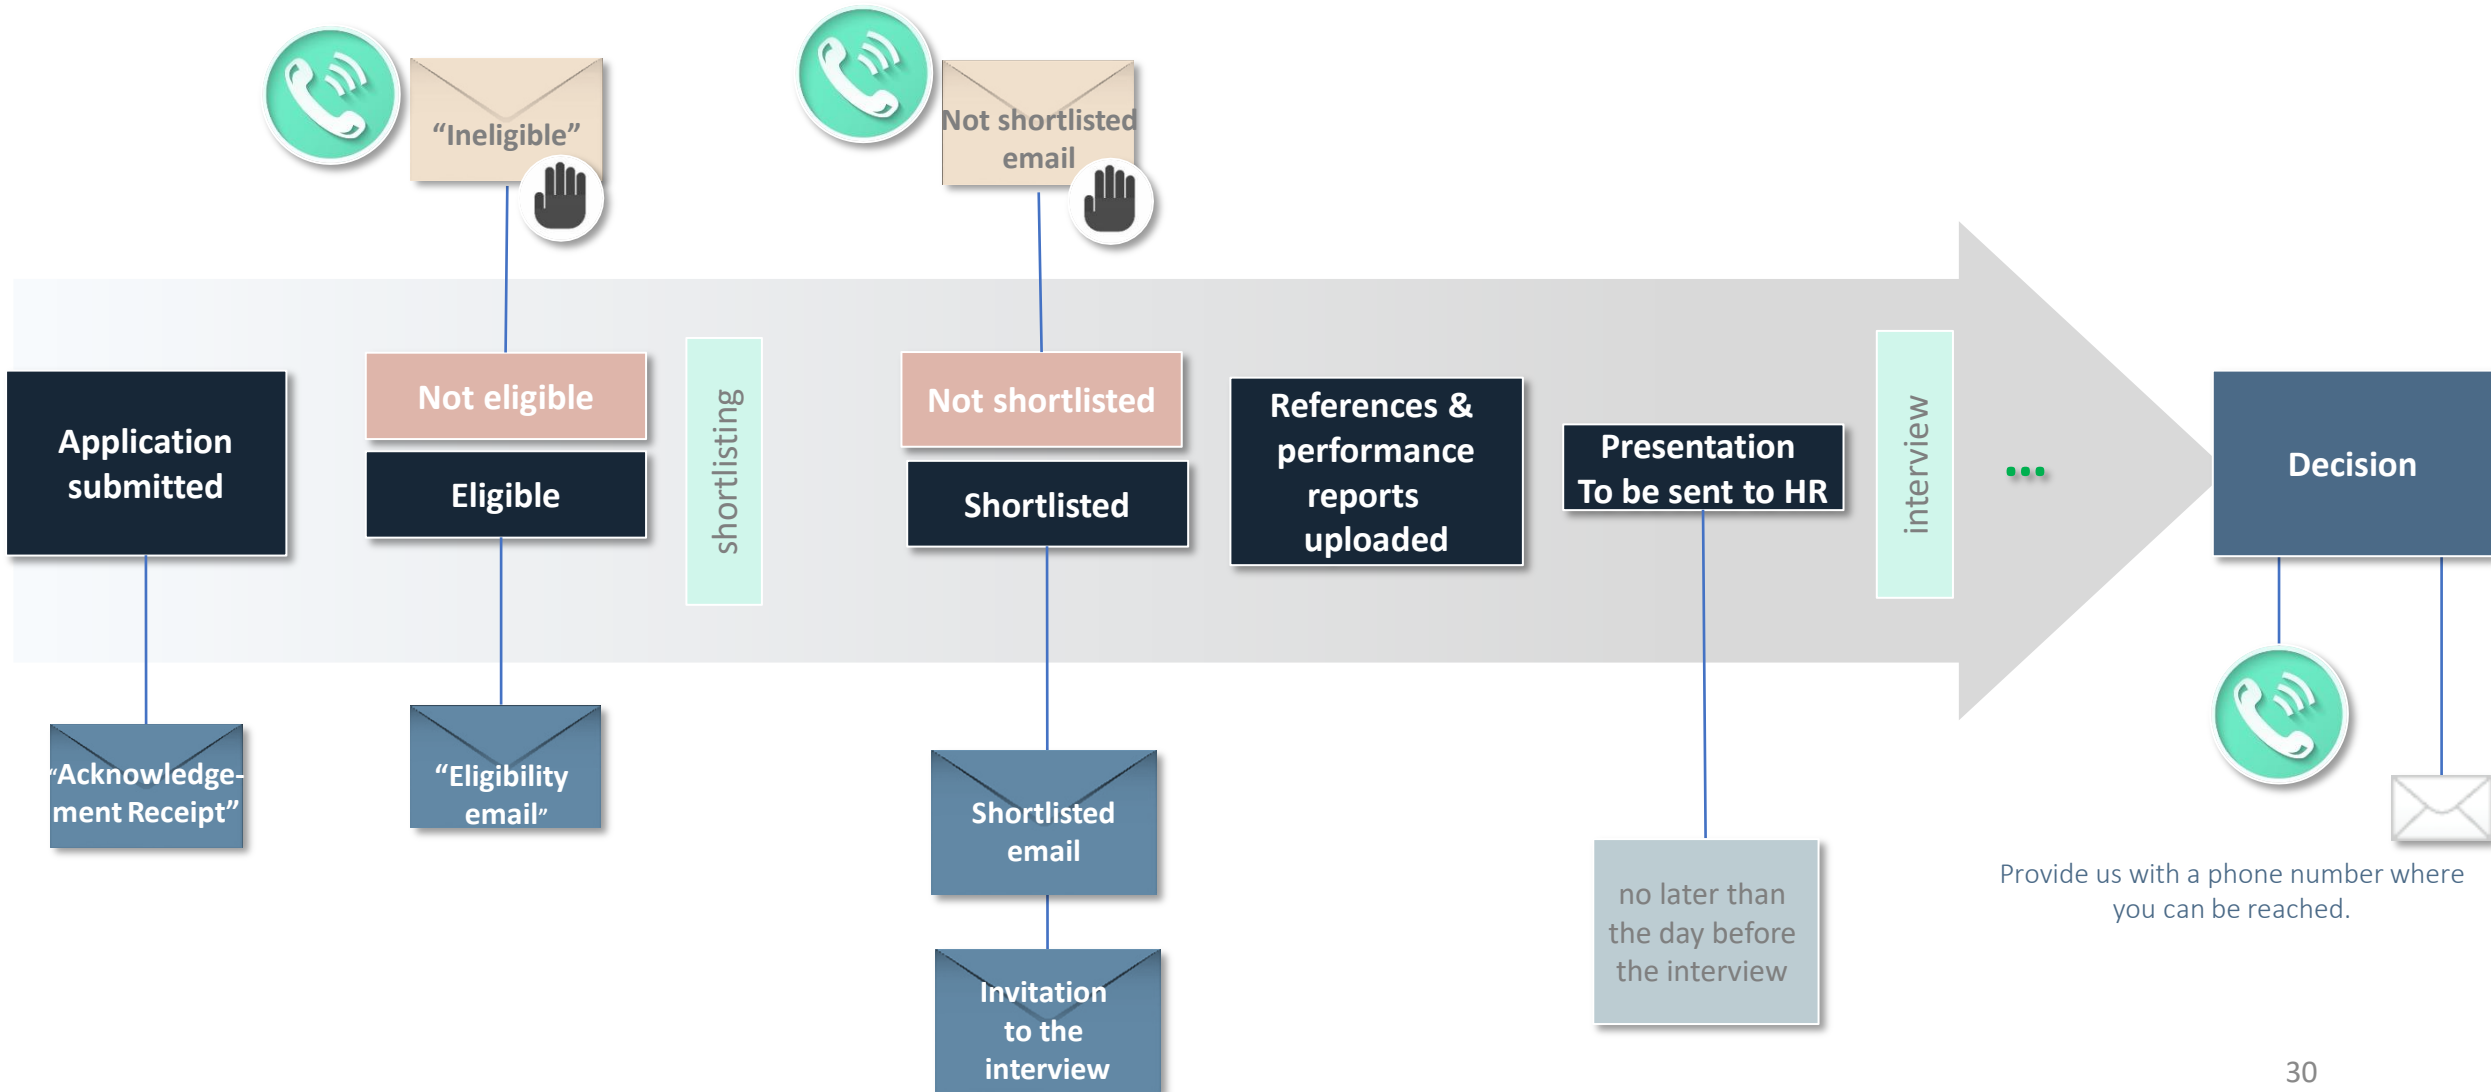 “Ineligible”
Not shortlisted
email
Application
submitted
Not eligible
Eligible
shortlisting
Not shortlisted
Shortlisted
References &
performance
reports
uploaded
Presentation
To be sent to HR
interview
...
Decision
“Acknowledge-
ment Receipt”
“Eligibility
email”
Shortlisted
email
Invitation
to the
interview
no later than
the day before
the interview
Provide us with a phone number where
you can be reached.
30